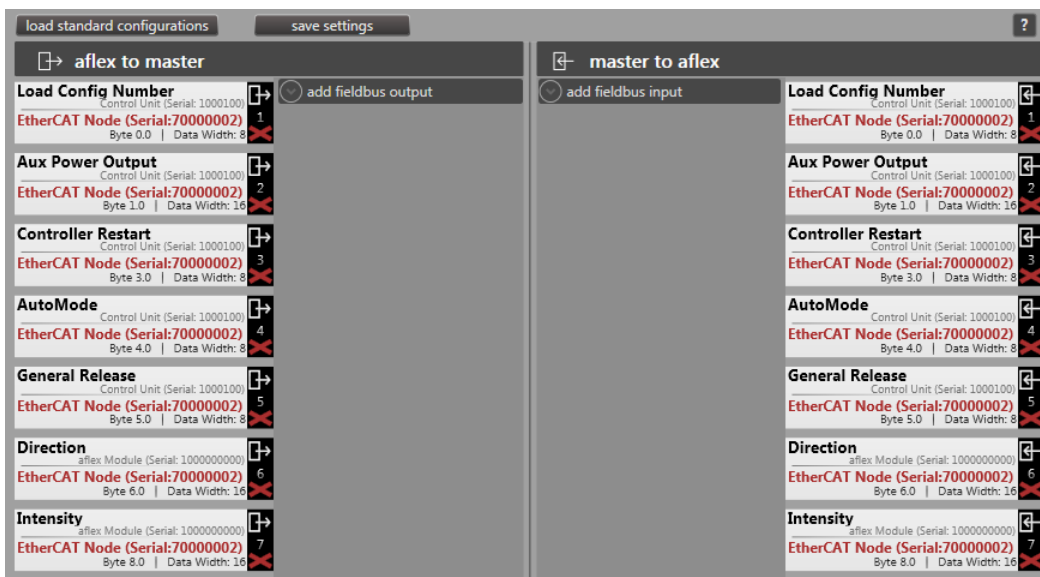 load standard configurations
save settings
?
aflex to master
master to aflex
Load Config Number
Control Unit (Serial: 1000100)
EtherCAT Node (Serial:70000002)
Byte 0.0 | Data Width: 8
1
Aux Power Output
Control Unit (Serial: 1000100)
EtherCAT Node (Serial:70000002)
Byte 1.0 | Data Width: 16
2
Controller Restart
Control Unit (Serial: 1000100)
EtherCAT Node (Serial:70000002)
Byte 3.0 | Data Width: 8
3
AutoMode
Control Unit (Serial: 1000100)
EtherCAT Node (Serial:70000002)
Byte 4.0 | Data Width: 8
4
General Release
Control Unit (Serial: 1000100)
EtherCAT Node (Serial:70000002)
Byte 5.0 | Data Width: 8
5
Direction
aflex Module (Serial: 1000000000)
EtherCAT Node (Serial:70000002)
Byte 6.0 | Data Width: 16
6
Intensity
aflex Module (Serial: 1000000000)
EtherCAT Node (Serial:70000002)
Byte 8.0 | Data Width: 16
7
add fieldbus output
add fieldbus input
Load Config Number
Control Unit (Serial: 1000100)
EtherCAT Node (Serial:70000002)
Byte 0.0 | Data Width: 8
1
Aux Power Output
Control Unit (Serial: 1000100)
EtherCAT Node (Serial:70000002)
Byte 1.0 | Data Width: 16
2
Controller Restart
Control Unit (Serial: 1000100)
EtherCAT Node (Serial:70000002)
Byte 3.0 | Data Width: 8
3
AutoMode
Control Unit (Serial: 1000100)
EtherCAT Node (Serial:70000002)
Byte 4.0 | Data Width: 8
4
General Release
Control Unit (Serial: 1000100)
EtherCAT Node (Serial:70000002)
Byte 5.0 | Data Width: 8
5
Direction
aflex Module (Serial: 1000000000)
EtherCAT Node (Serial:70000002)
Byte 6.0 | Data Width: 16
6
Intensity
aflex Module (Serial: 1000000000)
EtherCAT Node (Serial:70000002)
Byte 8.0 | Data Width: 16
7